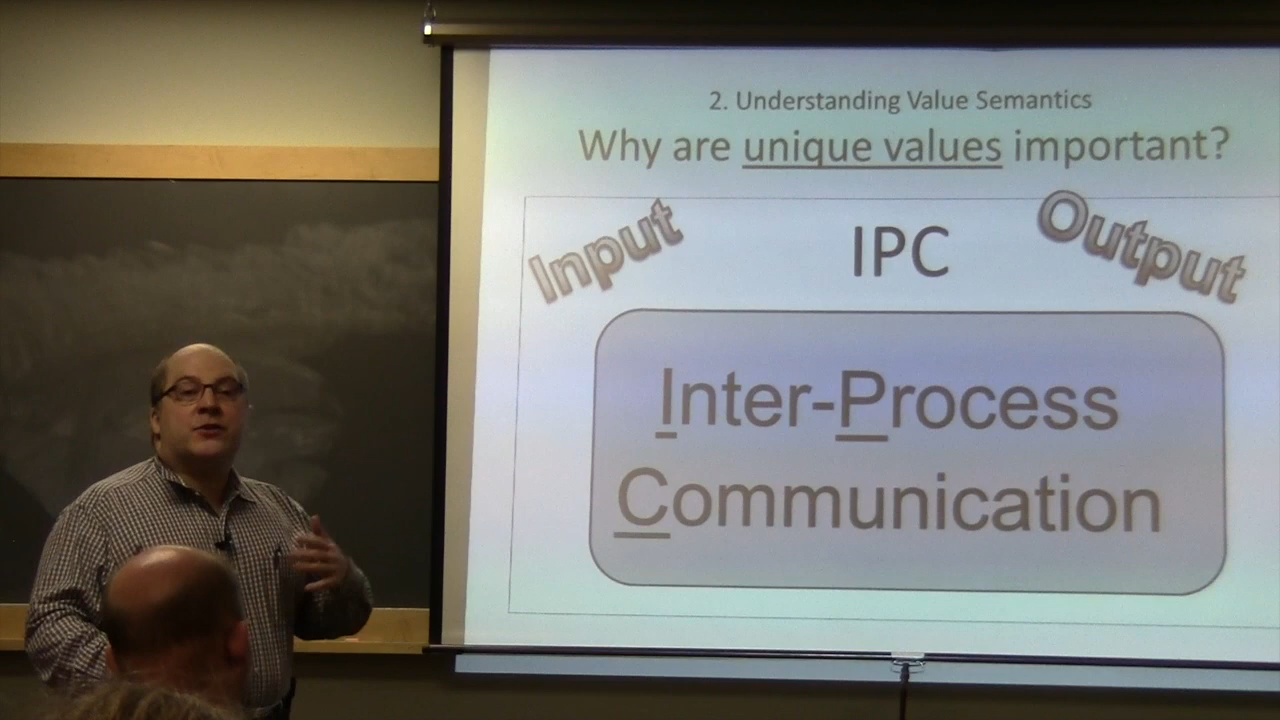 2. Understanding Value Semantics
Why are unique values important?
Input
IPC
Output
Inter-Process
Communication